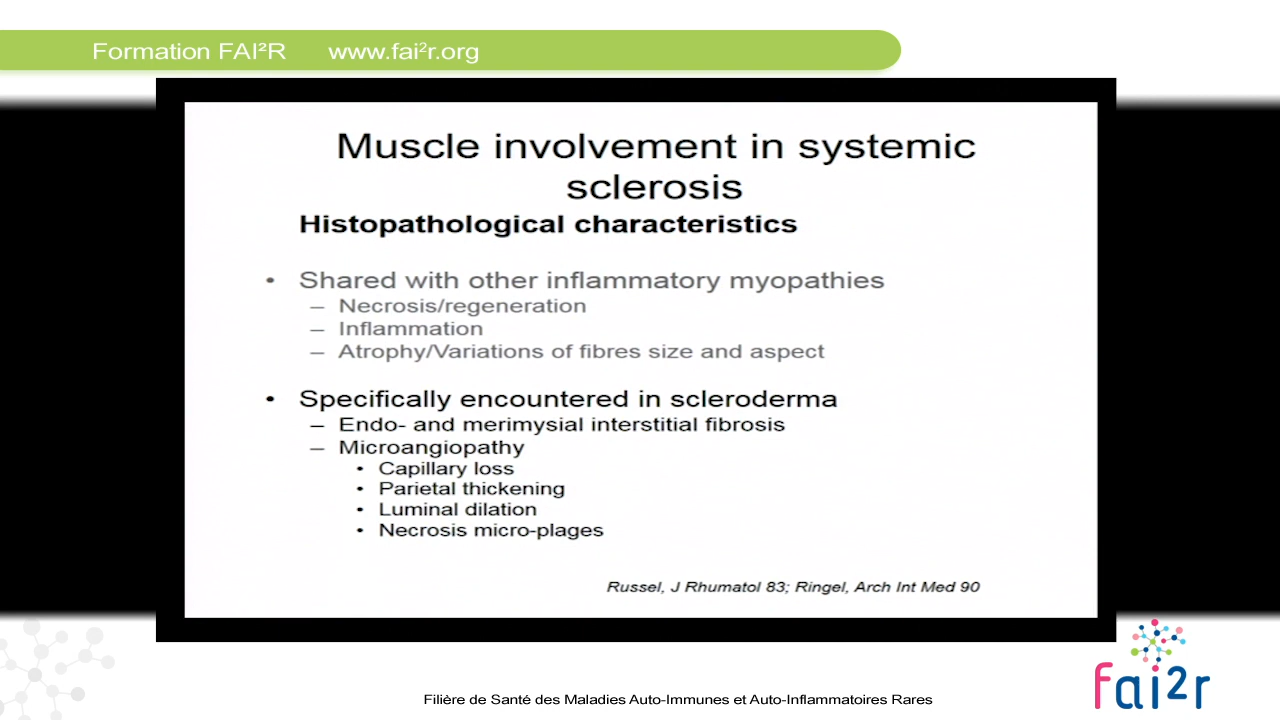 Formation FAI²R www.fai²r.org
Muscle involvement in systemic
sclerosis
Histopathological characteristics
• Shared with other inflammatory myopathies
– Necrosis/regeneration
– Inflammation
– Atrophy/Variations of fibres size and aspect
• Specifically encountered in scleroderma
– Endo- and merimysial interstitial fibrosis
– Microangiopathy
• Capillary loss
• Parietal thickening
• Luminal dilation
• Necrosis micro-plages
Russel, J Rhumatol 83; Ringel, Arch Int Med 90
fai2r
Filière de Santé des Maladies Auto-Immunes et Auto-Inflammatoires Rares